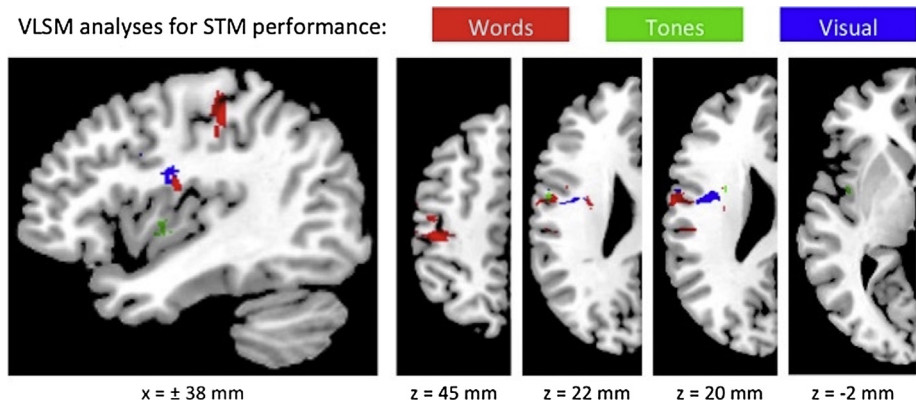 VLSM analyses for STM performance: Words Tones Visual
x = ± 38 mm z = 45 mm z = 22 mm z = 20 mm z = -2 mm